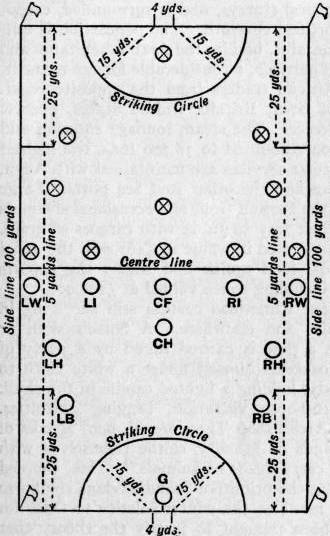 4 yds.
15 yds.
15 yds.
25 yds.
25 yds.
Striking Circle
Side line 100 yards
5 yards line
5 yards line
Side line 100 yards
Centre line
LW
LI
CF
RI
RW
CH
LH
RH
LB
RB
25 yds.
25 yds.
Striking Circle
15 yds.
G
15 yds.
4 yds.